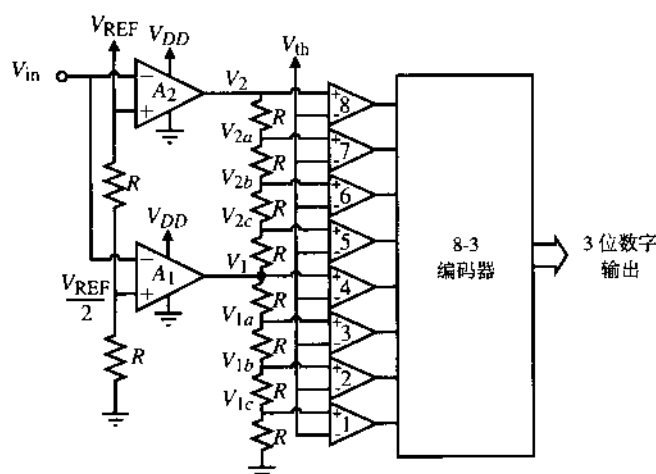 V_REF
V_DD
V_th
V_in
−
A_2
+
V_2
R
V_2a
R
V_2b
R
V_2c
R
V_1
R
V_1a
R
V_1b
R
V_1c
R
R
V_DD
−
A_1
+
V_REF/2
R
+
8
-
+
7
-
+
6
-
+
5
-
+
4
-
+
3
-
+
2
-
+
1
-
8-3
编码器
3 位数字
输出